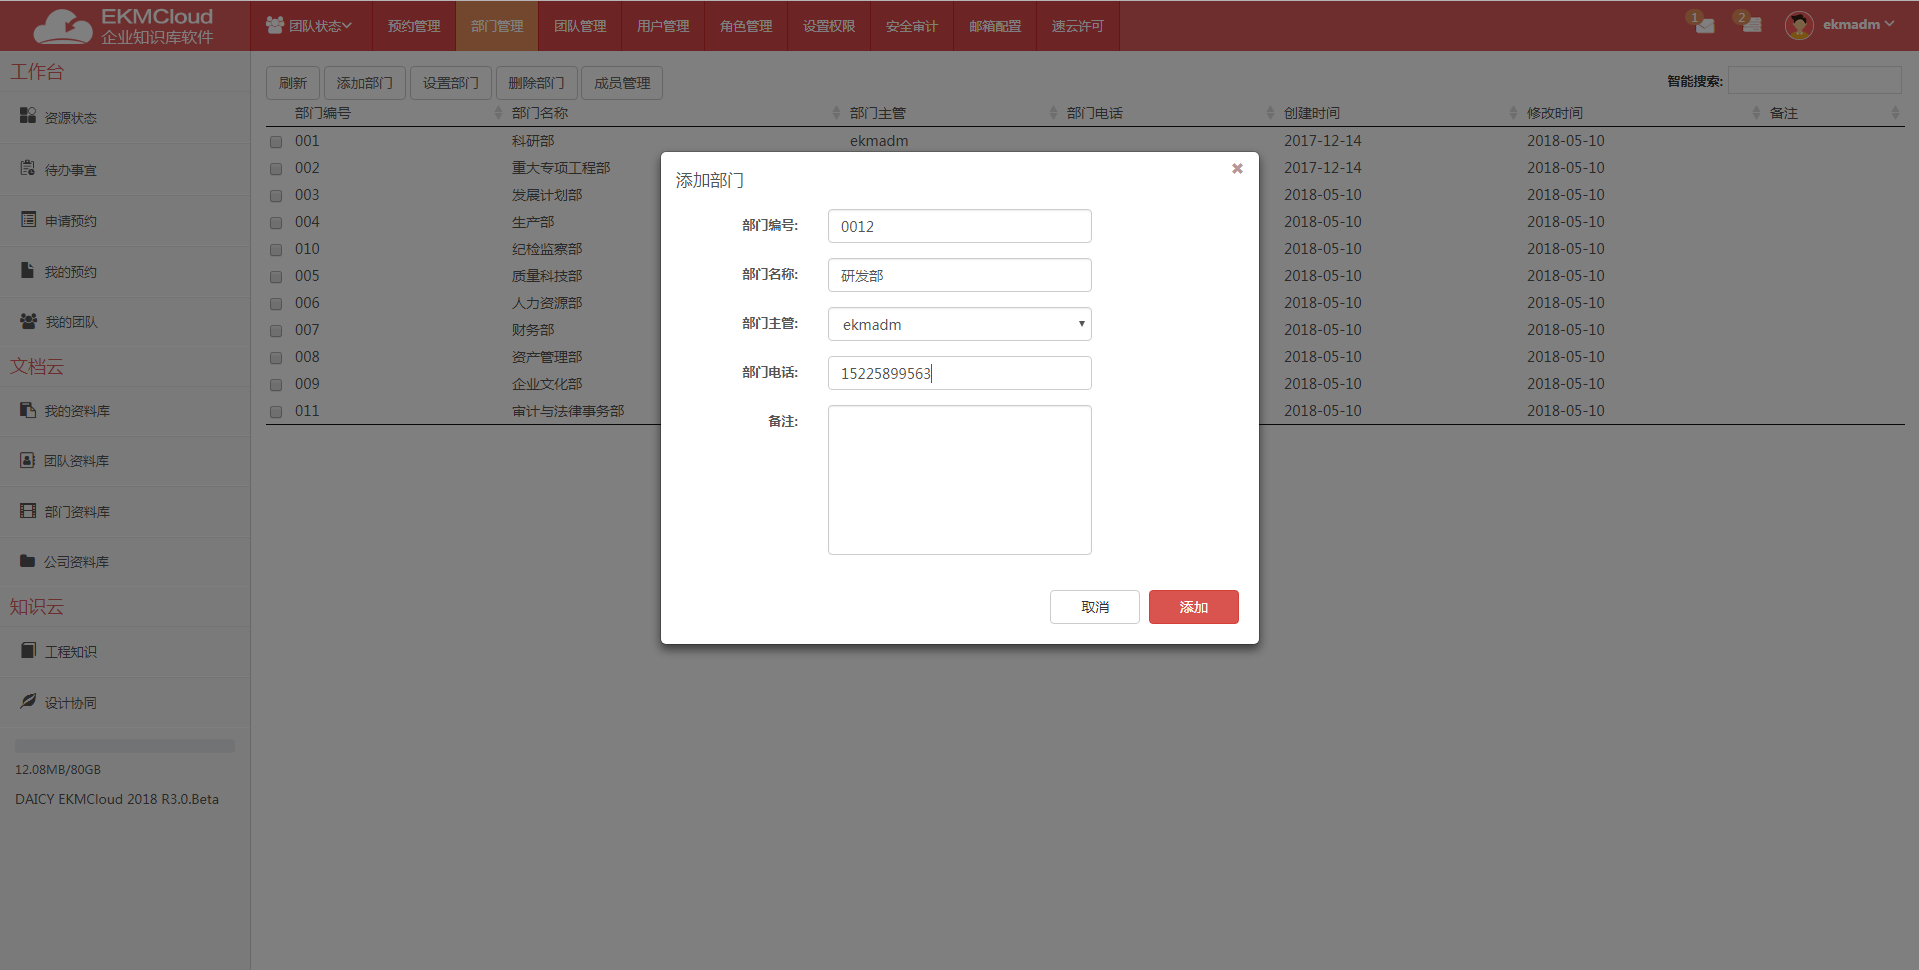 EKMCloud
企业知识库软件
团队状态 预约管理 部门管理 团队管理 用户管理 角色管理 设置权限 安全审计 邮箱配置 速云许可 1 2 ekmadm
工作台
资源状态
待办事宜
申请预约
我的预约
我的团队
文档云
我的资料库
团队资料库
部门资料库
公司资料库
知识云
工程知识
设计协同
12.08MB/80GB
DAICY EKMCloud 2018 R3.0.Beta
刷新 添加部门 设置部门 删除部门 成员管理 智能搜索:
部门编号 部门名称 部门主管 部门电话 创建时间 修改时间 备注
001 科研部 ekmadm 2017-12-14 2018-05-10
002 重大专项工程部 2017-12-14 2018-05-10
003 发展计划部 2018-05-10 2018-05-10
004 生产部 2018-05-10 2018-05-10
010 纪检监察部 2018-05-10 2018-05-10
005 质量科技部 2018-05-10 2018-05-10
006 人力资源部 2018-05-10 2018-05-10
007 财务部 2018-05-10 2018-05-10
008 资产管理部 2018-05-10 2018-05-10
009 企业文化部 2018-05-10 2018-05-10
011 审计与法律事务部 2018-05-10 2018-05-10
添加部门
部门编号: 0012
部门名称: 研发部
部门主管: ekmadm
部门电话: 15225899563
备注:
取消 添加